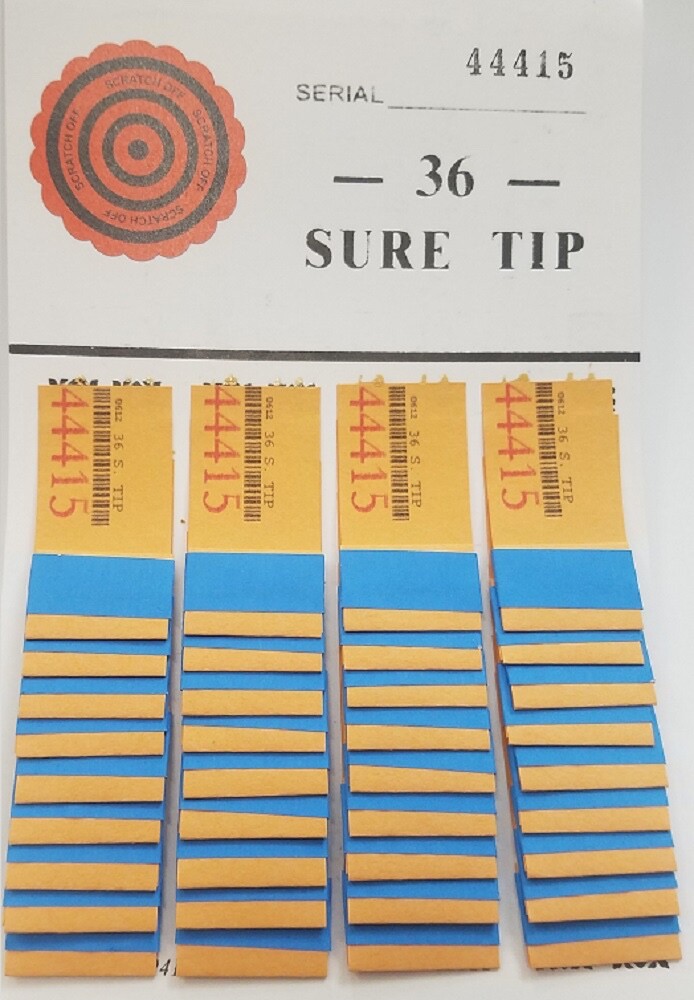 44415
SERIAL
— 36 —
SURE TIP
SCRATCH OFF SCRATCH OFF SCRATCH OFF SCRATCH OFF
0612 36 S. TIP
44415
0612 36 S. TIP
44415
0612 36 S. TIP
44415
0612 36 S. TIP
44415